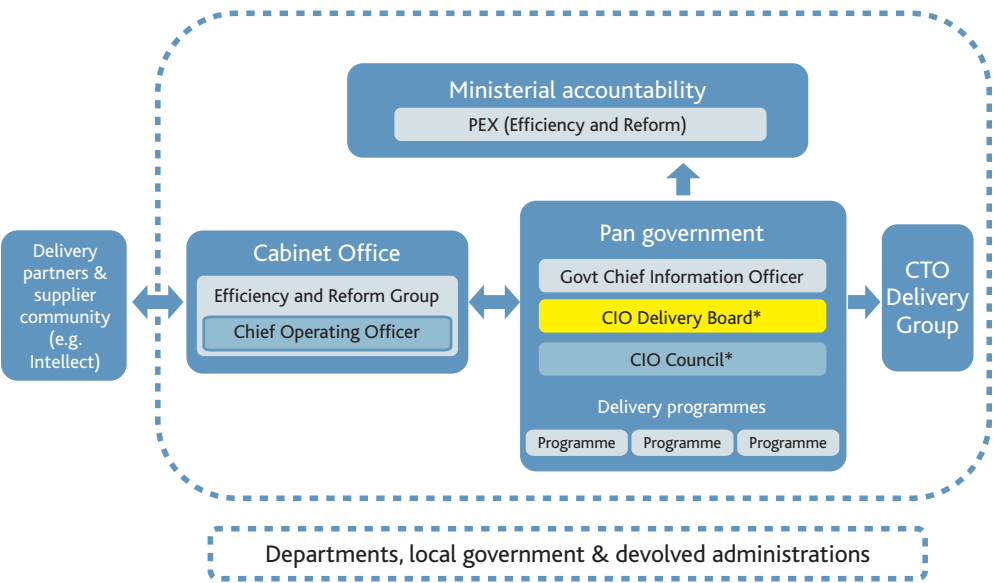 Ministerial accountability
PEX (Efficiency and Reform)
Delivery
partners &
supplier
community
(e.g.
Intellect)
Cabinet Office
Efficiency and Reform Group
Chief Operating Officer
Pan government
Govt Chief Information Officer
CIO Delivery Board*
CIO Council*
Delivery programmes
Programme
Programme
Programme
CTO
Delivery
Group
Departments, local government & devolved administrations